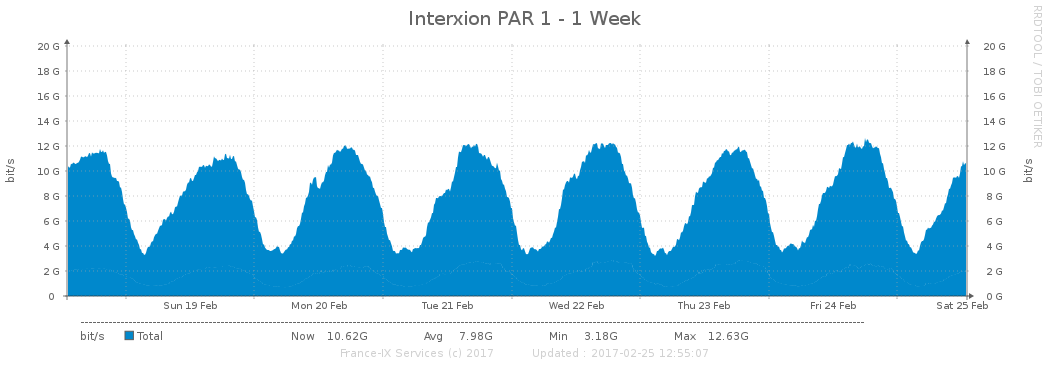 Interxion PAR 1 - 1 Week
RRDTOOL / TOBI OETIKER
20 G 20 G
18 G 18 G
16 G 16 G
14 G 14 G
12 G 12 G
10 G 10 G
8 G 8 G
6 G 6 G
4 G 4 G
2 G 2 G
0 0 G
bit/s bit/s
Sun 19 Feb Mon 20 Feb Tue 21 Feb Wed 22 Feb Thu 23 Feb Fri 24 Feb Sat 25 Feb
bit/s Total Now 10.62G Avg 7.98G Min 3.18G Max 12.63G
France-IX Services (c) 2017 Updated : 2017-02-25 12:55:07